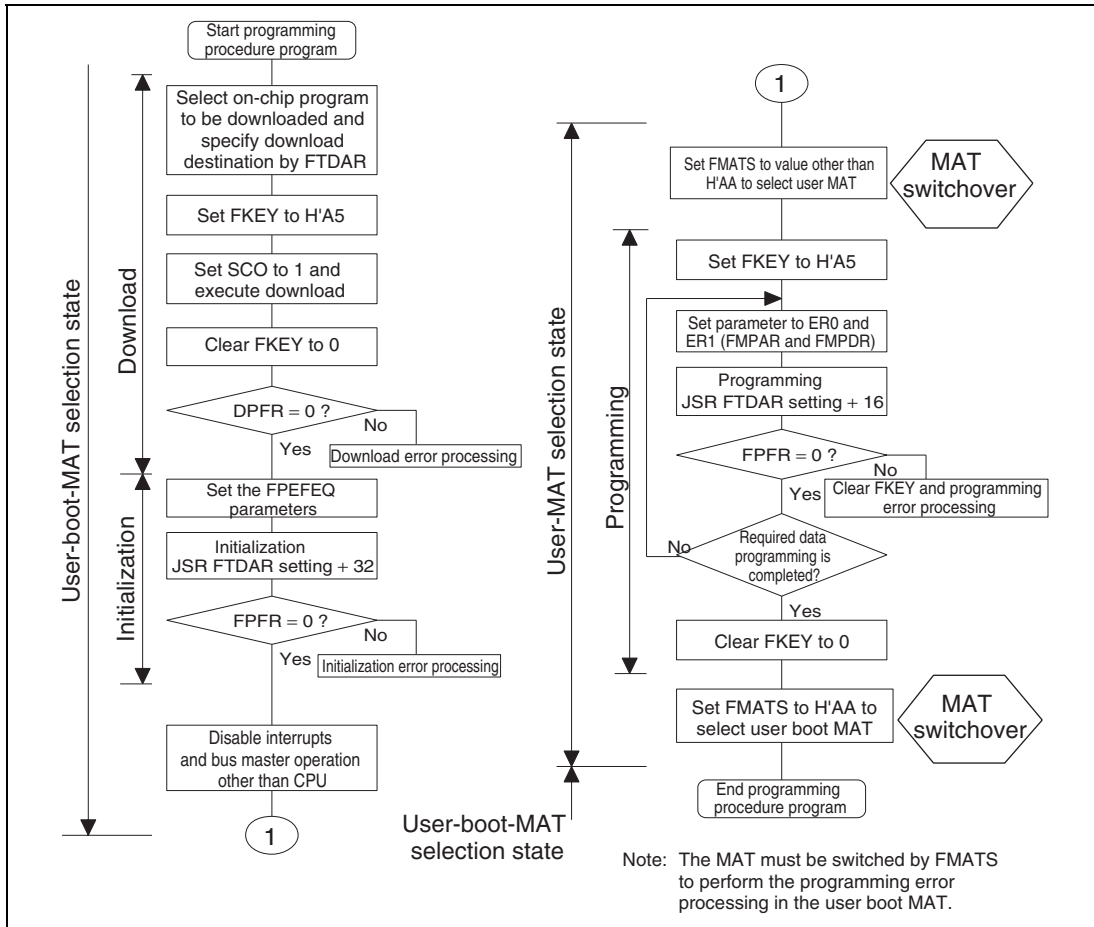 Start programming
procedure program
Select on-chip program
to be downloaded and
specify download
destination by FTDAR
Set FKEY to H'A5
Set SCO to 1 and
execute download
Clear FKEY to 0
DPFR = 0 ?
No
Yes
Download error processing
Set the FPEFEQ
parameters
Initialization
JSR FTDAR setting + 32
FPFR = 0 ?
No
Yes
Initialization error processing
Disable interrupts
and bus master operation
other than CPU
1
User-boot-MAT selection state
Download
Initialization
1
Set FMATS to value other than
H'AA to select user MAT
MAT
switchover
Set FKEY to H'A5
Set parameter to ER0 and
ER1 (FMPAR and FMPDR)
Programming
JSR FTDAR setting + 16
FPFR = 0 ?
No
Yes
Clear FKEY and programming
error processing
Required data
programming is
completed?
No
Yes
Clear FKEY to 0
Set FMATS to H'AA to
select user boot MAT
MAT
switchover
End programming
procedure program
User-MAT selection state
Programming
User-boot-MAT
selection state
Note: The MAT must be switched by FMATS
to perform the programming error
processing in the user boot MAT.